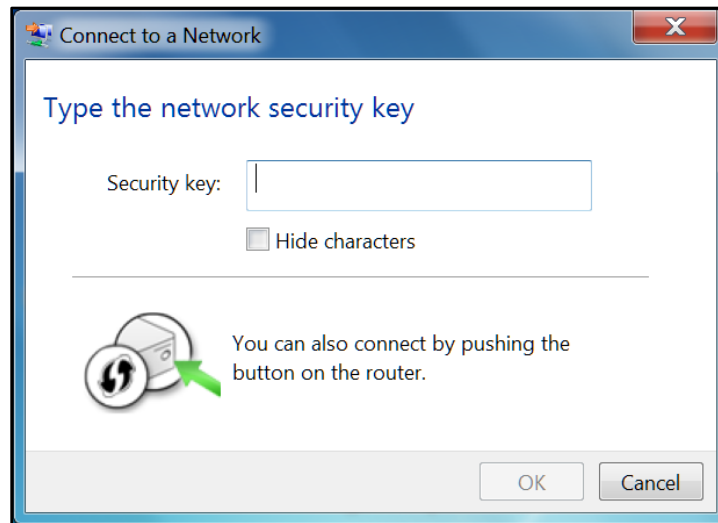 Connect to a Network
Type the network security key
Security key:
Hide characters
You can also connect by pushing the
button on the router.
OK
Cancel